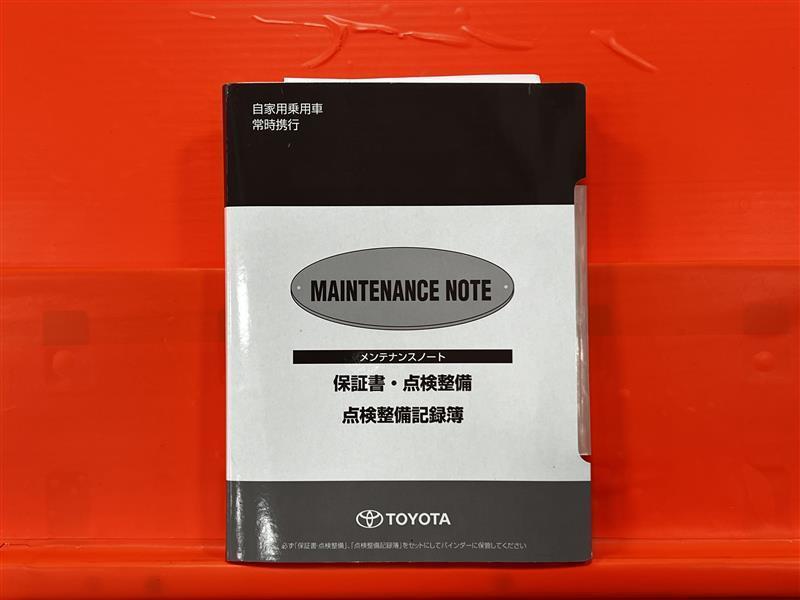 自家用乗用車
常時携行
MAINTENANCE NOTE
メンテナンスノート
保証書・点検整備
点検整備記録簿
TOYOTA
必ず「保証書・点検整備」、「点検整備記録簿」をセットにしてバインダーに保管してください